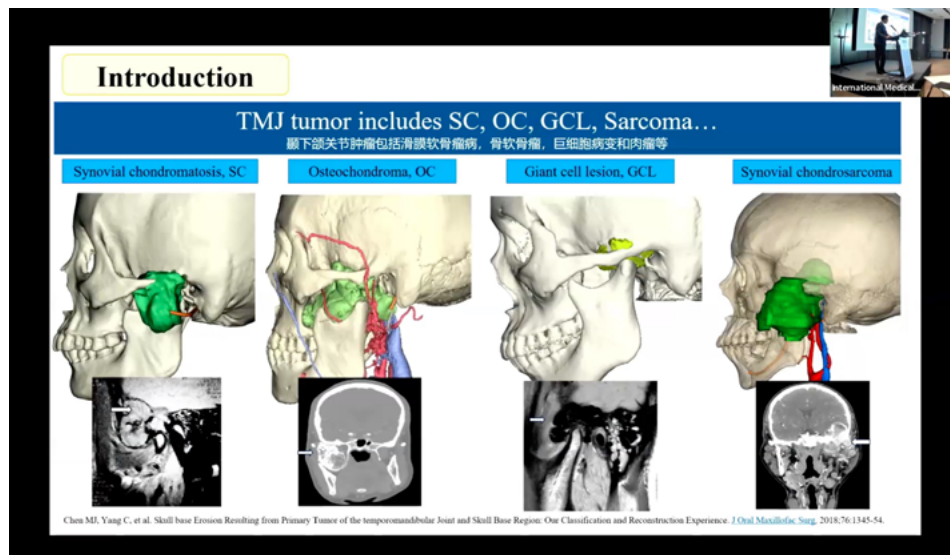 Introduction
International Medical...
TMJ tumor includes SC, OC, GCL, Sarcoma…
颞下颌关节肿瘤包括滑膜软骨瘤病，骨软骨瘤，巨细胞病变和肉瘤等
Synovial chondromatosis, SC
Osteochondroma, OC
Giant cell lesion, GCL
Synovial chondrosarcoma
Chen MJ, Yang C, et al. Skull base Erosion Resulting from Primary Tumor of the temporomandibular Joint and Skull Base Region: Our Classification and Reconstruction Experience. J Oral Maxillofac Surg. 2018;76:1345-54.